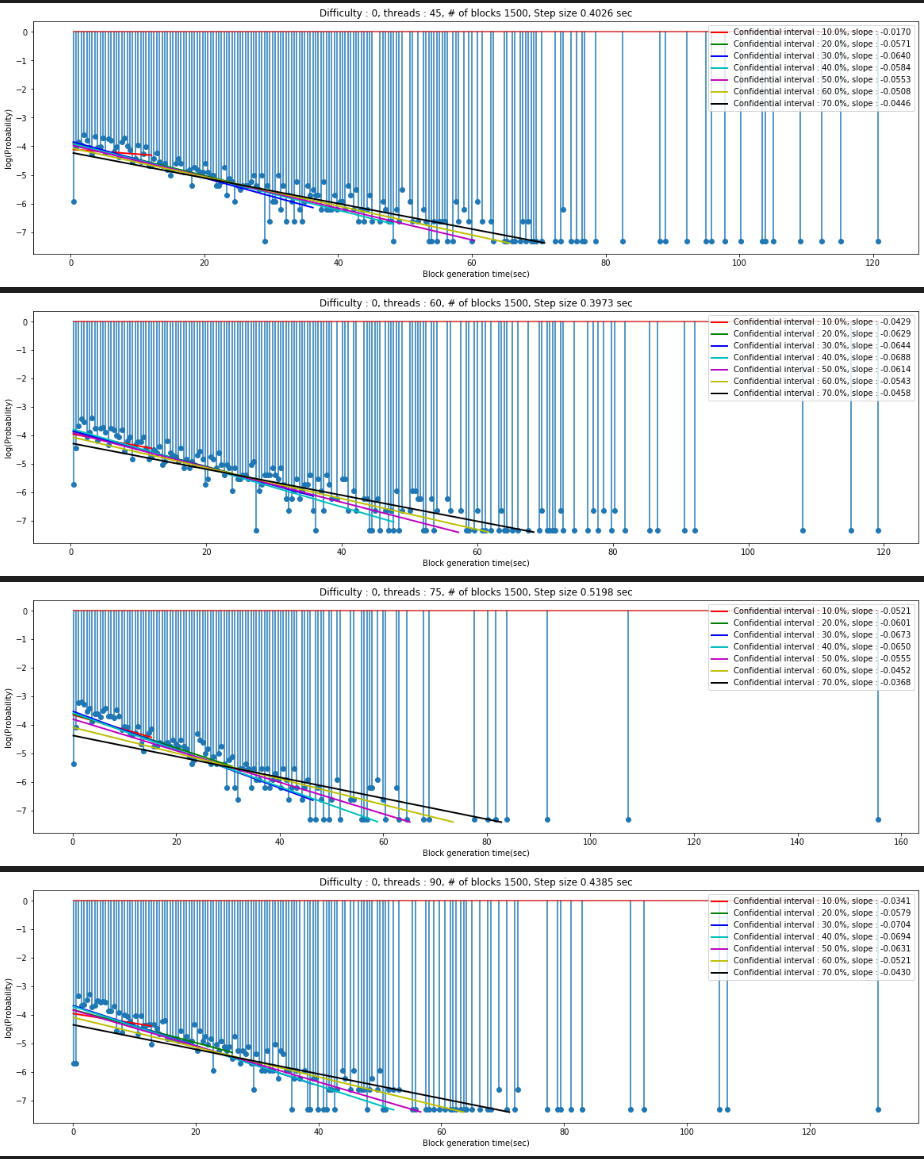 Difficulty : 0, threads : 45, # of blocks 1500, Step size 0.4026 sec
Confidential interval : 10.0%, slope : -0.0170
Confidential interval : 20.0%, slope : -0.0571
Confidential interval : 30.0%, slope : -0.0640
Confidential interval : 40.0%, slope : -0.0584
Confidential interval : 50.0%, slope : -0.0553
Confidential interval : 60.0%, slope : -0.0508
Confidential interval : 70.0%, slope : -0.0446
log(Probability)
0
−1
−2
−3
−4
−5
−6
−7
0 20 40 60 80 100 120
Block generation time(sec)
Difficulty : 0, threads : 60, # of blocks 1500, Step size 0.3973 sec
Confidential interval : 10.0%, slope : -0.0429
Confidential interval : 20.0%, slope : -0.0629
Confidential interval : 30.0%, slope : -0.0644
Confidential interval : 40.0%, slope : -0.0688
Confidential interval : 50.0%, slope : -0.0614
Confidential interval : 60.0%, slope : -0.0543
Confidential interval : 70.0%, slope : -0.0458
log(Probability)
0
−1
−2
−3
−4
−5
−6
−7
0 20 40 60 80 100 120
Block generation time(sec)
Difficulty : 0, threads : 75, # of blocks 1500, Step size 0.5198 sec
Confidential interval : 10.0%, slope : -0.0521
Confidential interval : 20.0%, slope : -0.0601
Confidential interval : 30.0%, slope : -0.0673
Confidential interval : 40.0%, slope : -0.0650
Confidential interval : 50.0%, slope : -0.0555
Confidential interval : 60.0%, slope : -0.0452
Confidential interval : 70.0%, slope : -0.0368
log(Probability)
0
−1
−2
−3
−4
−5
−6
−7
0 20 40 60 80 100 120 140 160
Block generation time(sec)
Difficulty : 0, threads : 90, # of blocks 1500, Step size 0.4385 sec
Confidential interval : 10.0%, slope : -0.0341
Confidential interval : 20.0%, slope : -0.0579
Confidential interval : 30.0%, slope : -0.0704
Confidential interval : 40.0%, slope : -0.0694
Confidential interval : 50.0%, slope : -0.0631
Confidential interval : 60.0%, slope : -0.0521
Confidential interval : 70.0%, slope : -0.0430
log(Probability)
0
−1
−2
−3
−4
−5
−6
−7
0 20 40 60 80 100 120
Block generation time(sec)